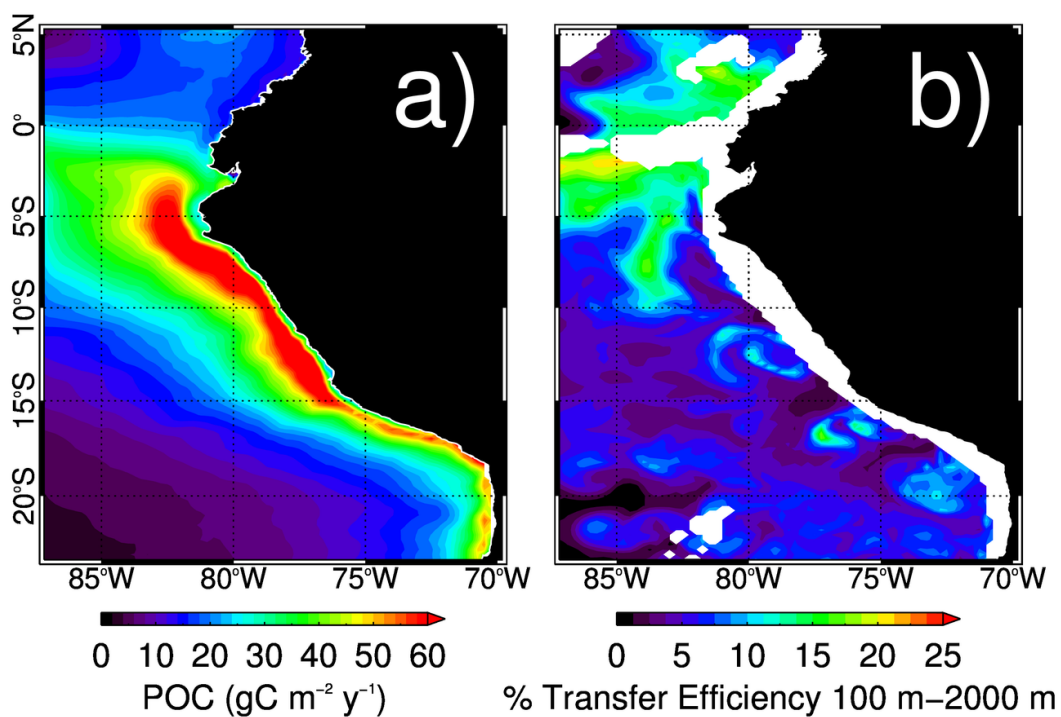 a)
b)
5°N
0°
5°S
10°S
15°S
20°S
85°W 80°W 75°W 70°W
85°W 80°W 75°W 70°W
0 10 20 30 40 50 60
0 5 10 15 20 25
POC (gC m⁻² y⁻¹)
% Transfer Efficiency 100 m–2000 m